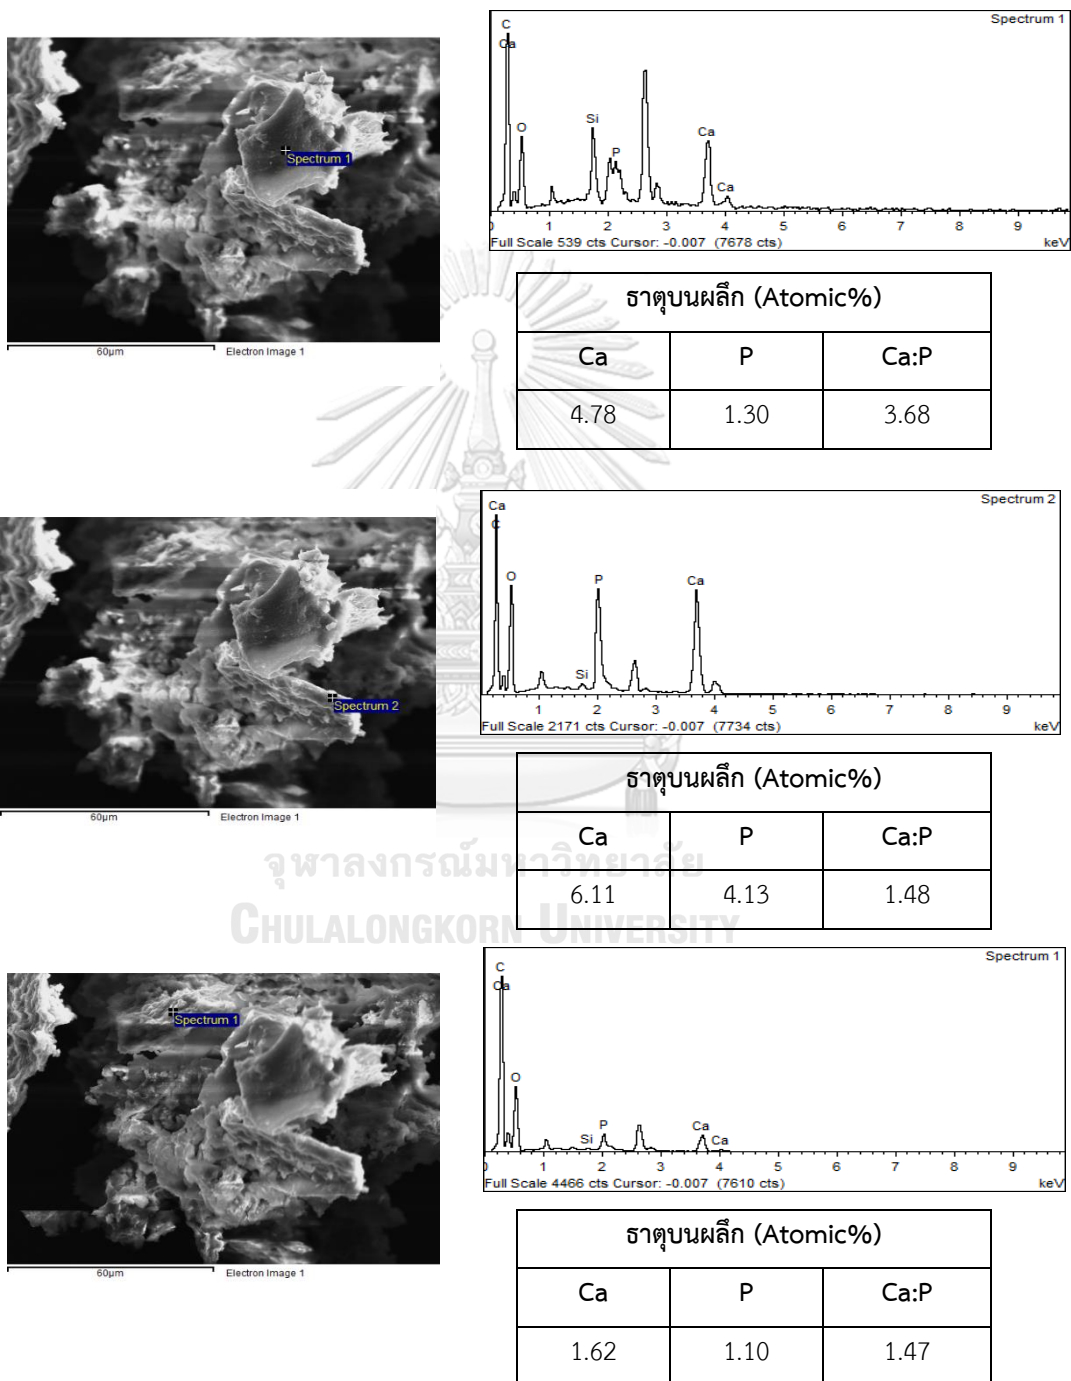 Spectrum 1
C
Ca
O
Si
P
Ca
Ca
1 2 3 4 5 6 7 8 9
Full Scale 539 cts Cursor: -0.007 (7678 cts)
keV
Spectrum 1
60µm
Electron Image 1
ธาตุบนผลึก (Atomic%)
Ca P Ca:P
4.78 1.30 3.68
Spectrum 2
Ca
C
O
Si
P
Ca
1 2 3 4 5 6 7 8 9
Full Scale 2171 cts Cursor: -0.007 (7734 cts)
keV
Spectrum 2
60µm
Electron Image 1
ธาตุบนผลึก (Atomic%)
Ca P Ca:P
6.11 4.13 1.48
จุฬาลงกรณ์มหาวิทยาลัย
CHULALONGKORN UNIVERSITY
Spectrum 1
C
Ca
O
Si
P
Ca
Ca
1 2 3 4 5 6 7 8 9
Full Scale 4466 cts Cursor: -0.007 (7610 cts)
keV
Spectrum 1
60µm
Electron Image 1
ธาตุบนผลึก (Atomic%)
Ca P Ca:P
1.62 1.10 1.47